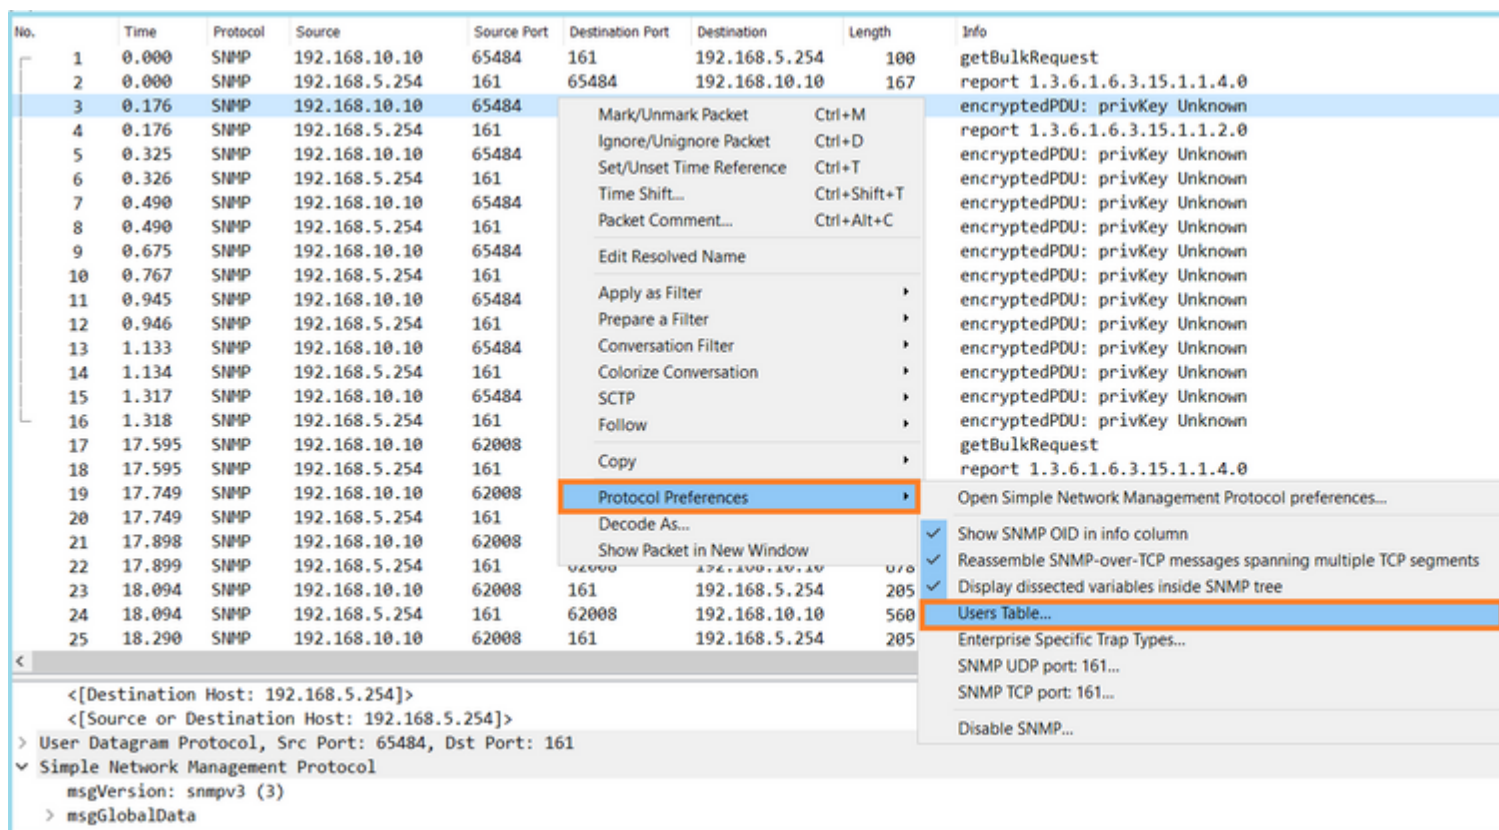 No. Time Protocol Source Source Port Destination Port Destination Length Info
1 0.000 SNMP 192.168.10.10 65484 161 192.168.5.254 100 getBulkRequest
2 0.000 SNMP 192.168.5.254 161 65484 192.168.10.10 167 report 1.3.6.1.6.3.15.1.1.4.0
3 0.176 SNMP 192.168.10.10 65484 encryptedPDU: privKey Unknown
4 0.176 SNMP 192.168.5.254 161 report 1.3.6.1.6.3.15.1.1.2.0
5 0.325 SNMP 192.168.10.10 65484 encryptedPDU: privKey Unknown
6 0.326 SNMP 192.168.5.254 161 encryptedPDU: privKey Unknown
7 0.490 SNMP 192.168.10.10 65484 encryptedPDU: privKey Unknown
8 0.490 SNMP 192.168.5.254 161 encryptedPDU: privKey Unknown
9 0.675 SNMP 192.168.10.10 65484 encryptedPDU: privKey Unknown
10 0.767 SNMP 192.168.5.254 161 encryptedPDU: privKey Unknown
11 0.945 SNMP 192.168.10.10 65484 encryptedPDU: privKey Unknown
12 0.946 SNMP 192.168.5.254 161 encryptedPDU: privKey Unknown
13 1.133 SNMP 192.168.10.10 65484 encryptedPDU: privKey Unknown
14 1.134 SNMP 192.168.5.254 161 encryptedPDU: privKey Unknown
15 1.317 SNMP 192.168.10.10 65484 encryptedPDU: privKey Unknown
16 1.318 SNMP 192.168.5.254 161 encryptedPDU: privKey Unknown
17 17.595 SNMP 192.168.10.10 62008 getBulkRequest
18 17.595 SNMP 192.168.5.254 161 report 1.3.6.1.6.3.15.1.1.4.0
19 17.749 SNMP 192.168.10.10 62008
20 17.749 SNMP 192.168.5.254 161
21 17.898 SNMP 192.168.10.10 62008
22 17.899 SNMP 192.168.5.254 161 62008 192.168.10.10 678
23 18.094 SNMP 192.168.10.10 62008 161 192.168.5.254 205
24 18.094 SNMP 192.168.5.254 161 62008 192.168.10.10 560
25 18.290 SNMP 192.168.10.10 62008 161 192.168.5.254 205
Mark/Unmark Packet Ctrl+M
Ignore/Unignore Packet Ctrl+D
Set/Unset Time Reference Ctrl+T
Time Shift... Ctrl+Shift+T
Packet Comment... Ctrl+Alt+C
Edit Resolved Name
Apply as Filter
Prepare a Filter
Conversation Filter
Colorize Conversation
SCTP
Follow
Copy
Protocol Preferences
Decode As...
Show Packet in New Window
Open Simple Network Management Protocol preferences...
Show SNMP OID in info column
Reassemble SNMP-over-TCP messages spanning multiple TCP segments
Display dissected variables inside SNMP tree
Users Table...
Enterprise Specific Trap Types...
SNMP UDP port: 161...
SNMP TCP port: 161...
Disable SNMP...
<[Destination Host: 192.168.5.254]>
<[Source or Destination Host: 192.168.5.254]>
User Datagram Protocol, Src Port: 65484, Dst Port: 161
Simple Network Management Protocol
msgVersion: snmpv3 (3)
msgGlobalData